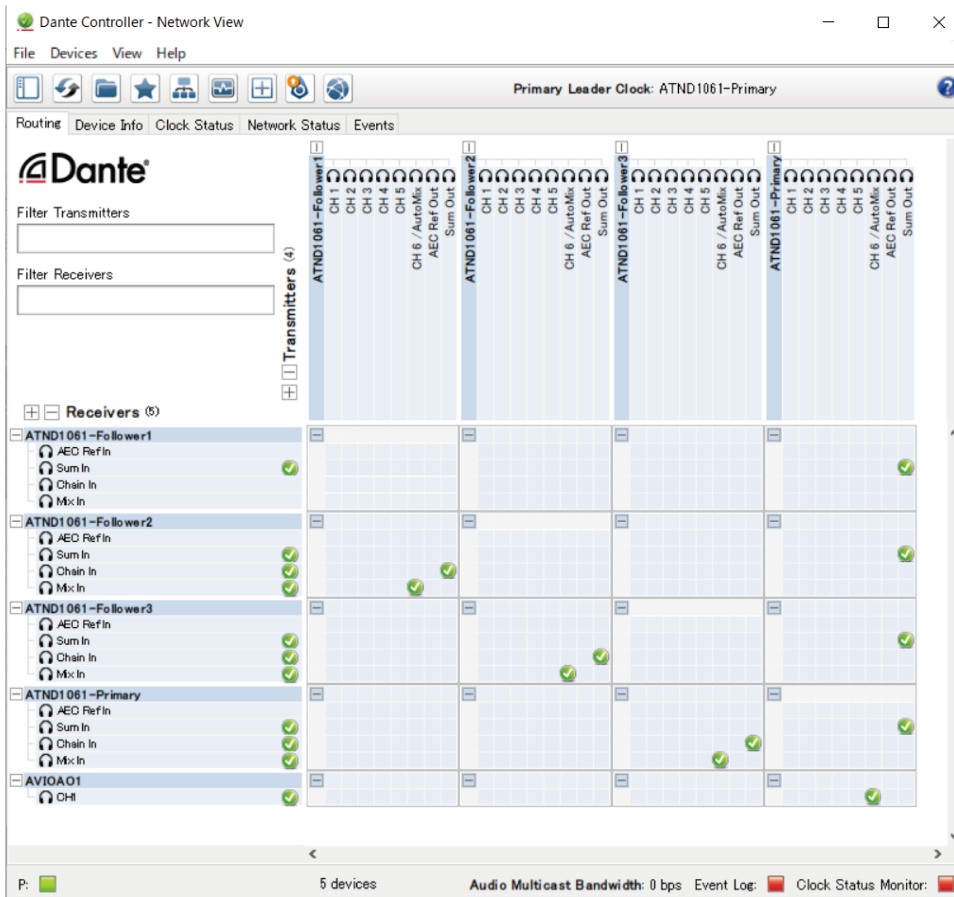 Dante Controller - Network View
File Devices View Help
Primary Leader Clock: ATND1061-Primary
Routing Device Info Clock Status Network Status Events
Dante
Filter Transmitters
Filter Receivers
Transmitters (4)
ATND1061-Follower1
CH 1
CH 2
CH 3
CH 4
CH 5
CH 6 /AutoMix
AEC Ref Out
Sum Out
ATND1061-Follower2
CH 1
CH 2
CH 3
CH 4
CH 5
CH 6 /AutoMix
AEC Ref Out
Sum Out
ATND1061-Follower3
CH 1
CH 2
CH 3
CH 4
CH 5
CH 6 /AutoMix
AEC Ref Out
Sum Out
ATND1061-Primary
CH 1
CH 2
CH 3
CH 4
CH 5
CH 6 /AutoMix
AEC Ref Out
Sum Out
Receivers (5)
ATND1061-Follower1
AEC Ref In
Sum In
Chain In
Mix In
ATND1061-Follower2
AEC Ref In
Sum In
Chain In
Mix In
ATND1061-Follower3
AEC Ref In
Sum In
Chain In
Mix In
ATND1061-Primary
AEC Ref In
Sum In
Chain In
Mix In
AVIOAO1
CH1
P: 5 devices Audio Multicast Bandwidth: 0 bps Event Log: Clock Status Monitor: